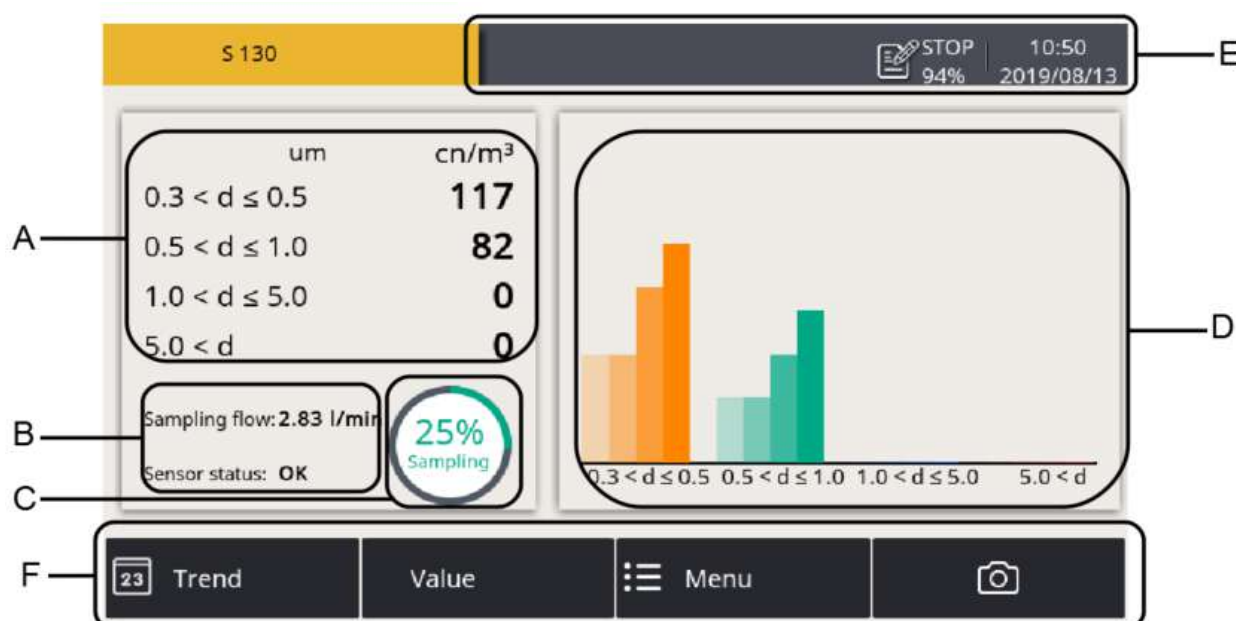 S 130
STOP
94%
10:50
2019/08/13
E
um cn/m³
0.3 < d ≤ 0.5 117
A
0.5 < d ≤ 1.0 82
1.0 < d ≤ 5.0 0
5.0 < d 0
D
B
Sampling flow: 2.83 l/min
Sensor status: OK
C
25%
Sampling
0.3 < d ≤ 0.5 0.5 < d ≤ 1.0 1.0 < d ≤ 5.0 5.0 < d
F
23 Trend Value Menu